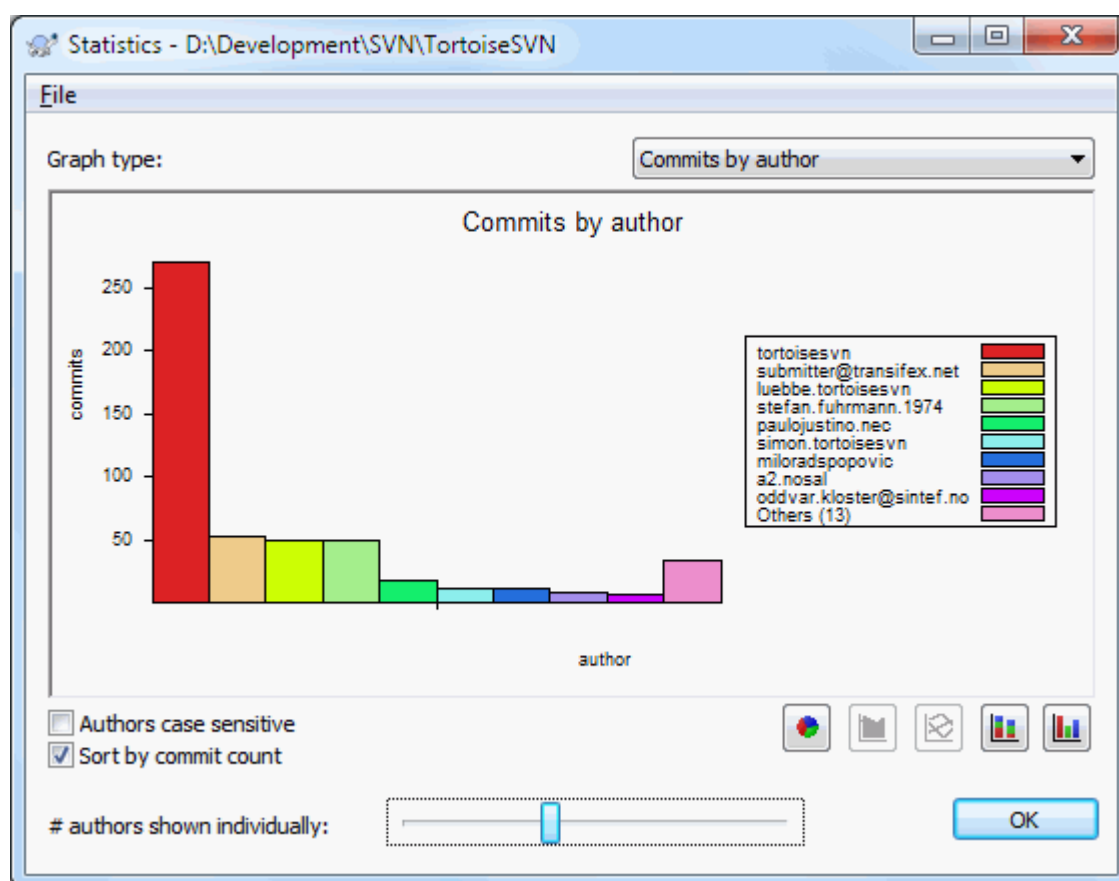 Statistics - D:\Development\SVN\TortoiseSVN
File
Graph type:
Commits by author
Commits by author
250
200
150
100
50
commits
author
tortoisesvn
submitter@transifex.net
luebbe.tortoisesvn
stefan.fuhrmann.1974
paulojustino.nec
simon.tortoisesvn
miloradspopovic
a2.nosal
oddvar.kloster@sintef.no
Others (13)
Authors case sensitive
Sort by commit count
# authors shown individually:
OK